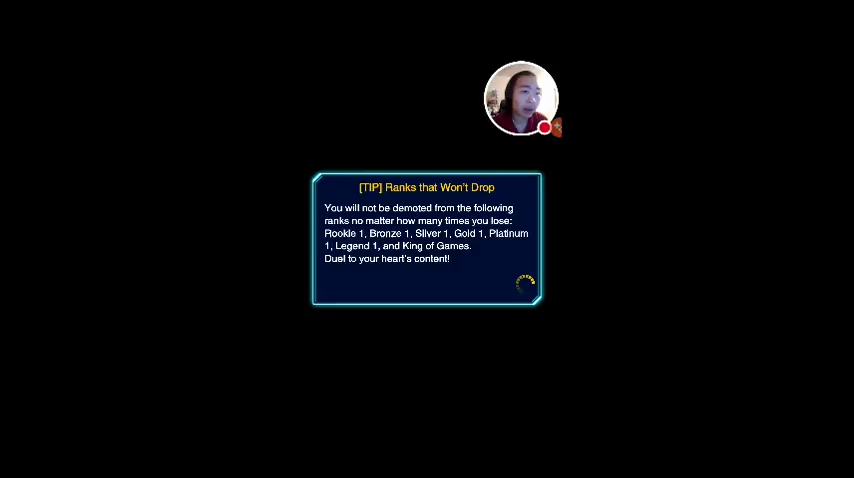 [TIP] Ranks that Won't Drop
You will not be demoted from the following
ranks no matter how many times you lose:
Rookie 1, Bronze 1, Silver 1, Gold 1, Platinum
1, Legend 1, and King of Games.
Duel to your heart's content!